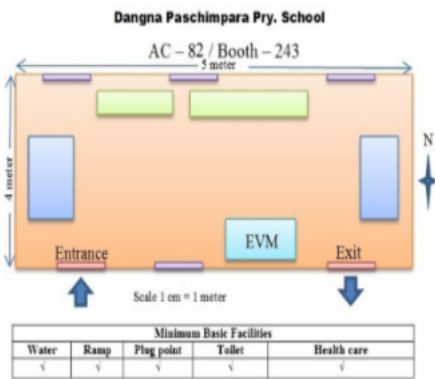 Dangna Paschimpara Pry. School
AC – 82 / Booth – 243
5 meter
4 meter
N
EVM
Entrance
Exit
Scale 1 cm = 1 meter
Minimum Basic Facilities
Water Ramp Plug point Toilet Health care
√ √ √ √ √